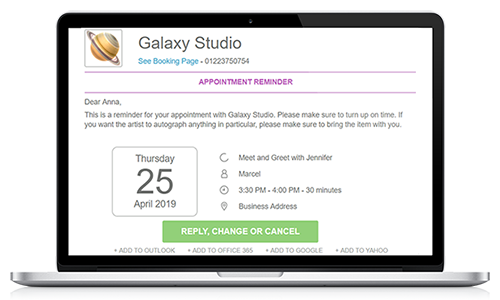 Galaxy Studio
See Booking Page • 01223750754
APPOINTMENT REMINDER
Dear Anna,
This is a reminder for your appointment with Galaxy Studio. Please make sure to turn up on time. If
you want the artist to autograph anything in particular, please make sure to bring the item with you.
Thursday
25
April 2019
Meet and Greet with Jennifer
Marcel
3:30 PM - 4:00 PM • 30 minutes
Business Address
REPLY, CHANGE OR CANCEL
+ ADD TO OUTLOOK + ADD TO OFFICE 365 + ADD TO GOOGLE + ADD TO YAHOO